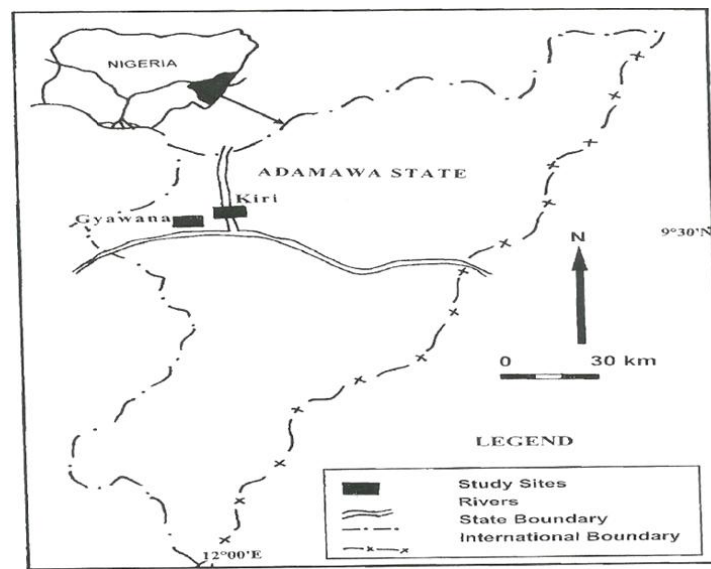 NIGERIA
ADAMAWA STATE
Kiri
Gyawana
9°30'N
N
0 30 km
LEGEND
Study Sites
Rivers
State Boundary
International Boundary
12°00'E